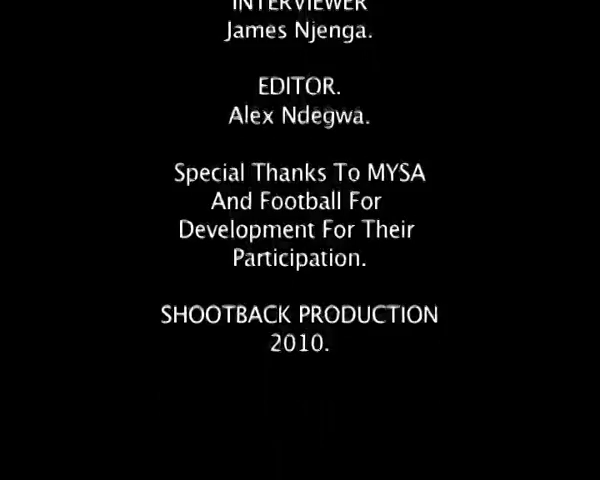 INTERVIEWER
James Njenga.
EDITOR.
Alex Ndegwa.
Special Thanks To MYSA
And Football For
Development For Their
Participation.
SHOOTBACK PRODUCTION
2010.